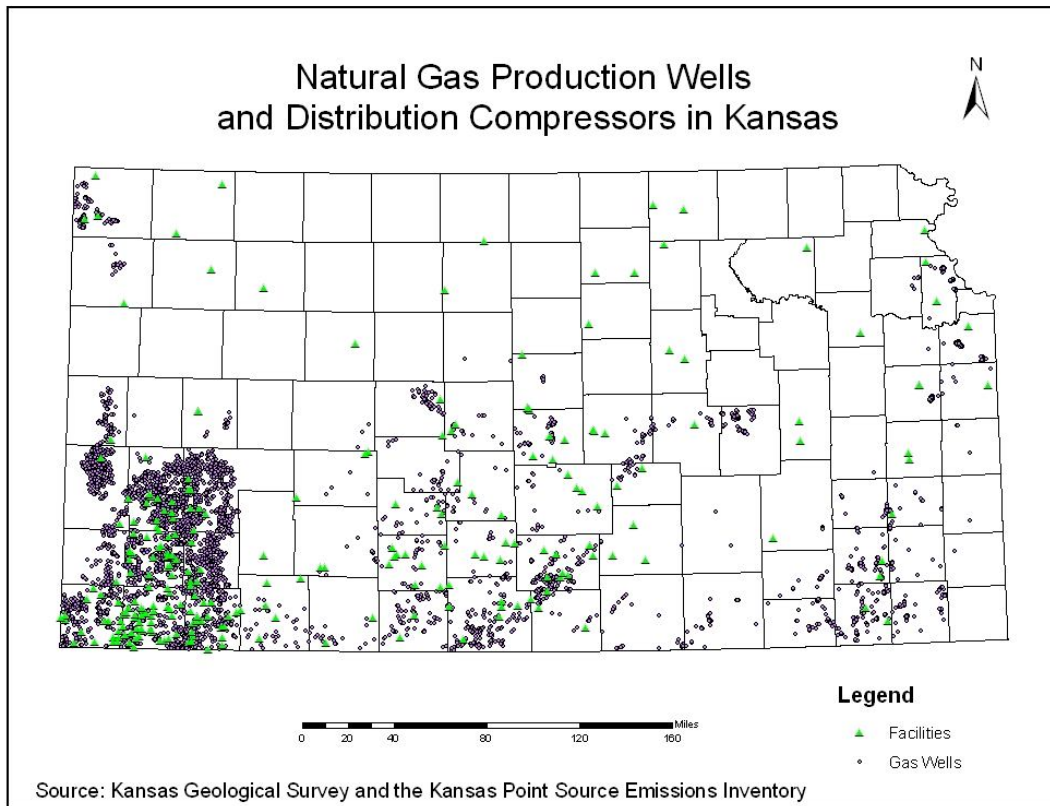 Natural Gas Production Wells
and Distribution Compressors in Kansas
N
Legend
Miles
0 20 40 80 120 160
Facilities
Gas Wells
Source: Kansas Geological Survey and the Kansas Point Source Emissions Inventory